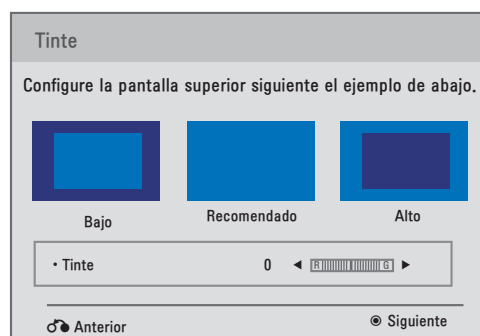 Tinte
Configure la pantalla superior siguiente el ejemplo de abajo.
Bajo Recomendado Alto
• Tinte 0 ◄ R G ►
Anterior ◉ Siguiente